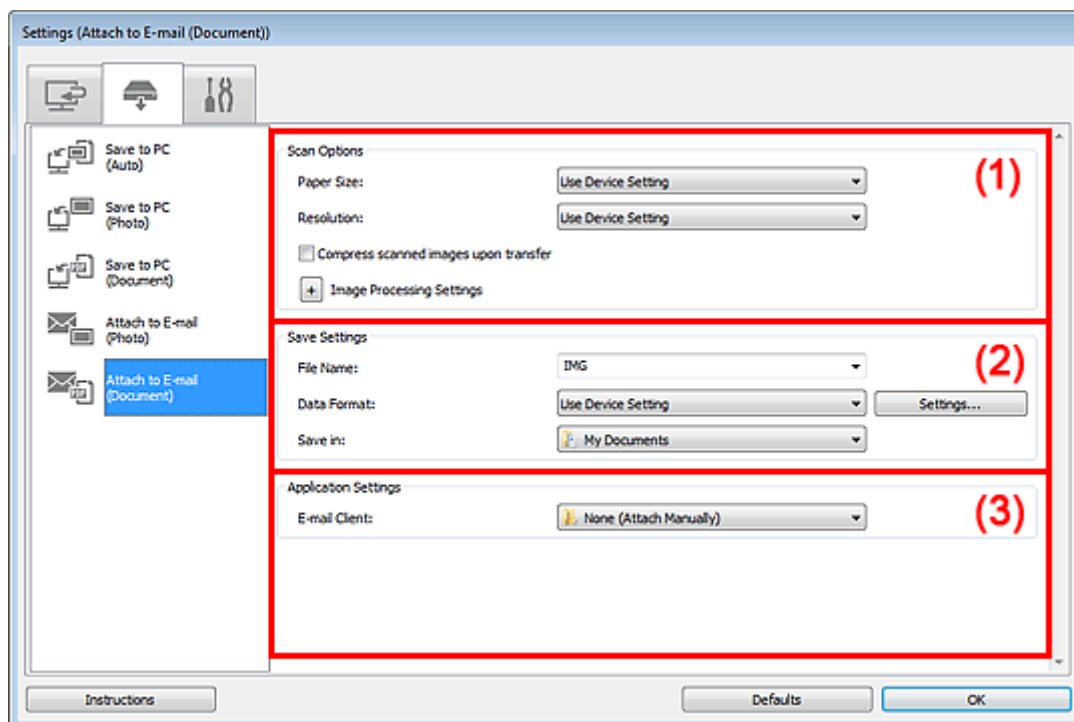 Settings (Attach to E-mail (Document))
Save to PC
(Auto)
Save to PC
(Photo)
Save to PC
(Document)
Attach to E-mail
(Photo)
Attach to E-mail
(Document)
Scan Options
(1)
Paper Size: Use Device Setting
Resolution: Use Device Setting
Compress scanned images upon transfer
+ Image Processing Settings
Save Settings
(2)
File Name: IMG
Data Format: Use Device Setting Settings...
Save in: My Documents
Application Settings
(3)
E-mail Client: None (Attach Manually)
Instructions Defaults OK